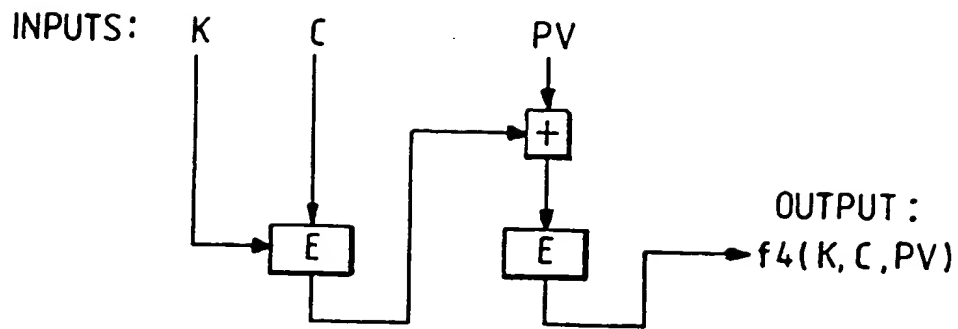 INPUTS: K C PV
+
E E
OUTPUT:
f4(K,C,PV)